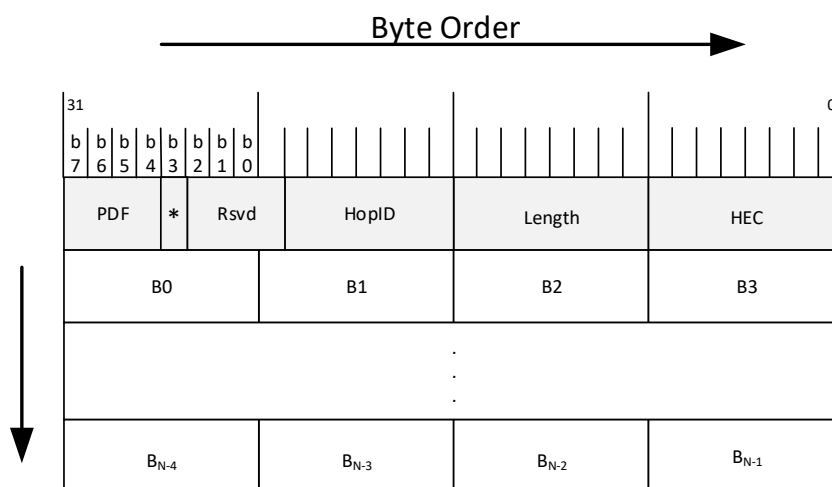 Byte Order
31 0
b b b b b b b b
7 6 5 4 3 2 1 0
PDF * Rsvd HopID Length HEC
B0 B1 B2 B3
.
.
.
BN-4 BN-3 BN-2 BN-1